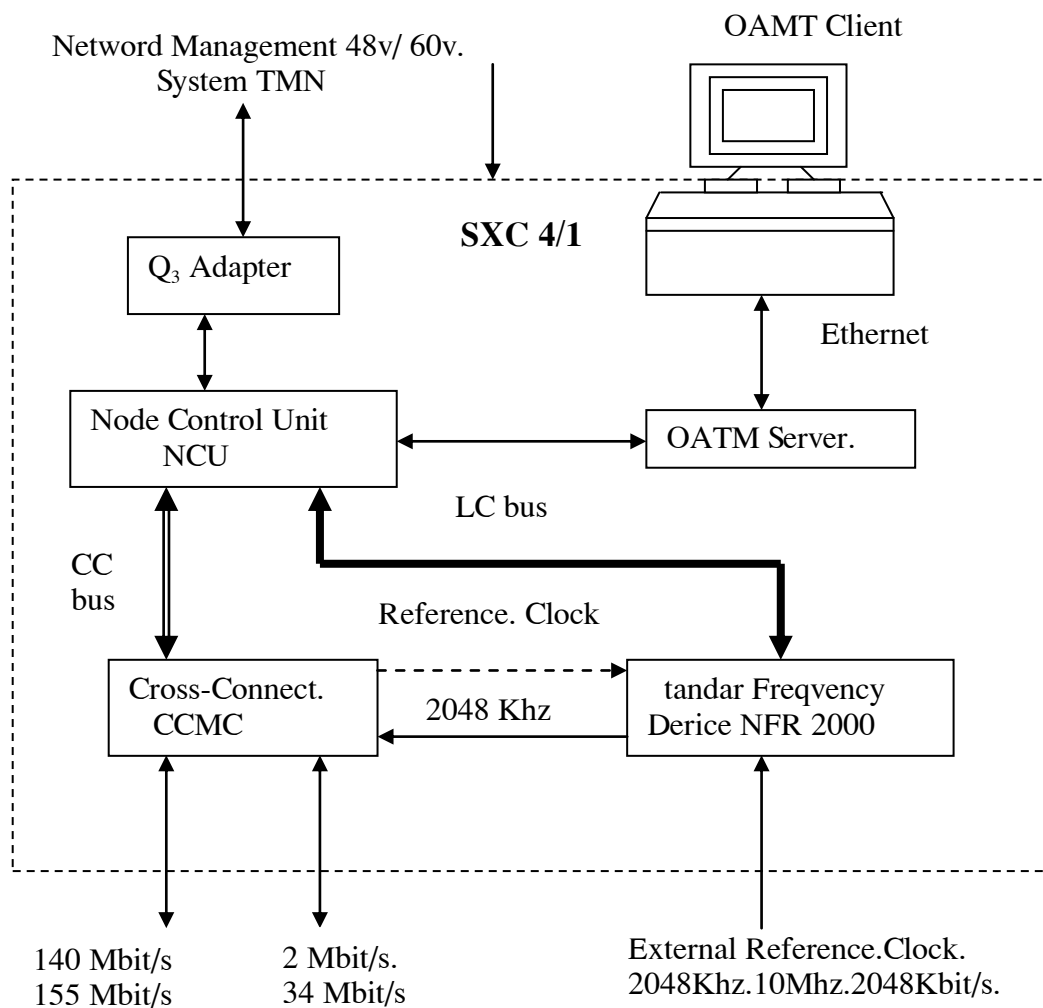 Netword Management 48v/ 60v.
System TMN
OAMT Client
SXC 4/1
Q₃ Adapter
Ethernet
Node Control Unit
NCU
OATM Server.
LC bus
CC
bus
Reference. Clock
Cross-Connect.
CCMC
2048 Khz
tandar Freqvency
Derice NFR 2000
140 Mbit/s
155 Mbit/s
2 Mbit/s.
34 Mbit/s
External Reference.Clock.
2048Khz.10Mhz.2048Kbit/s.